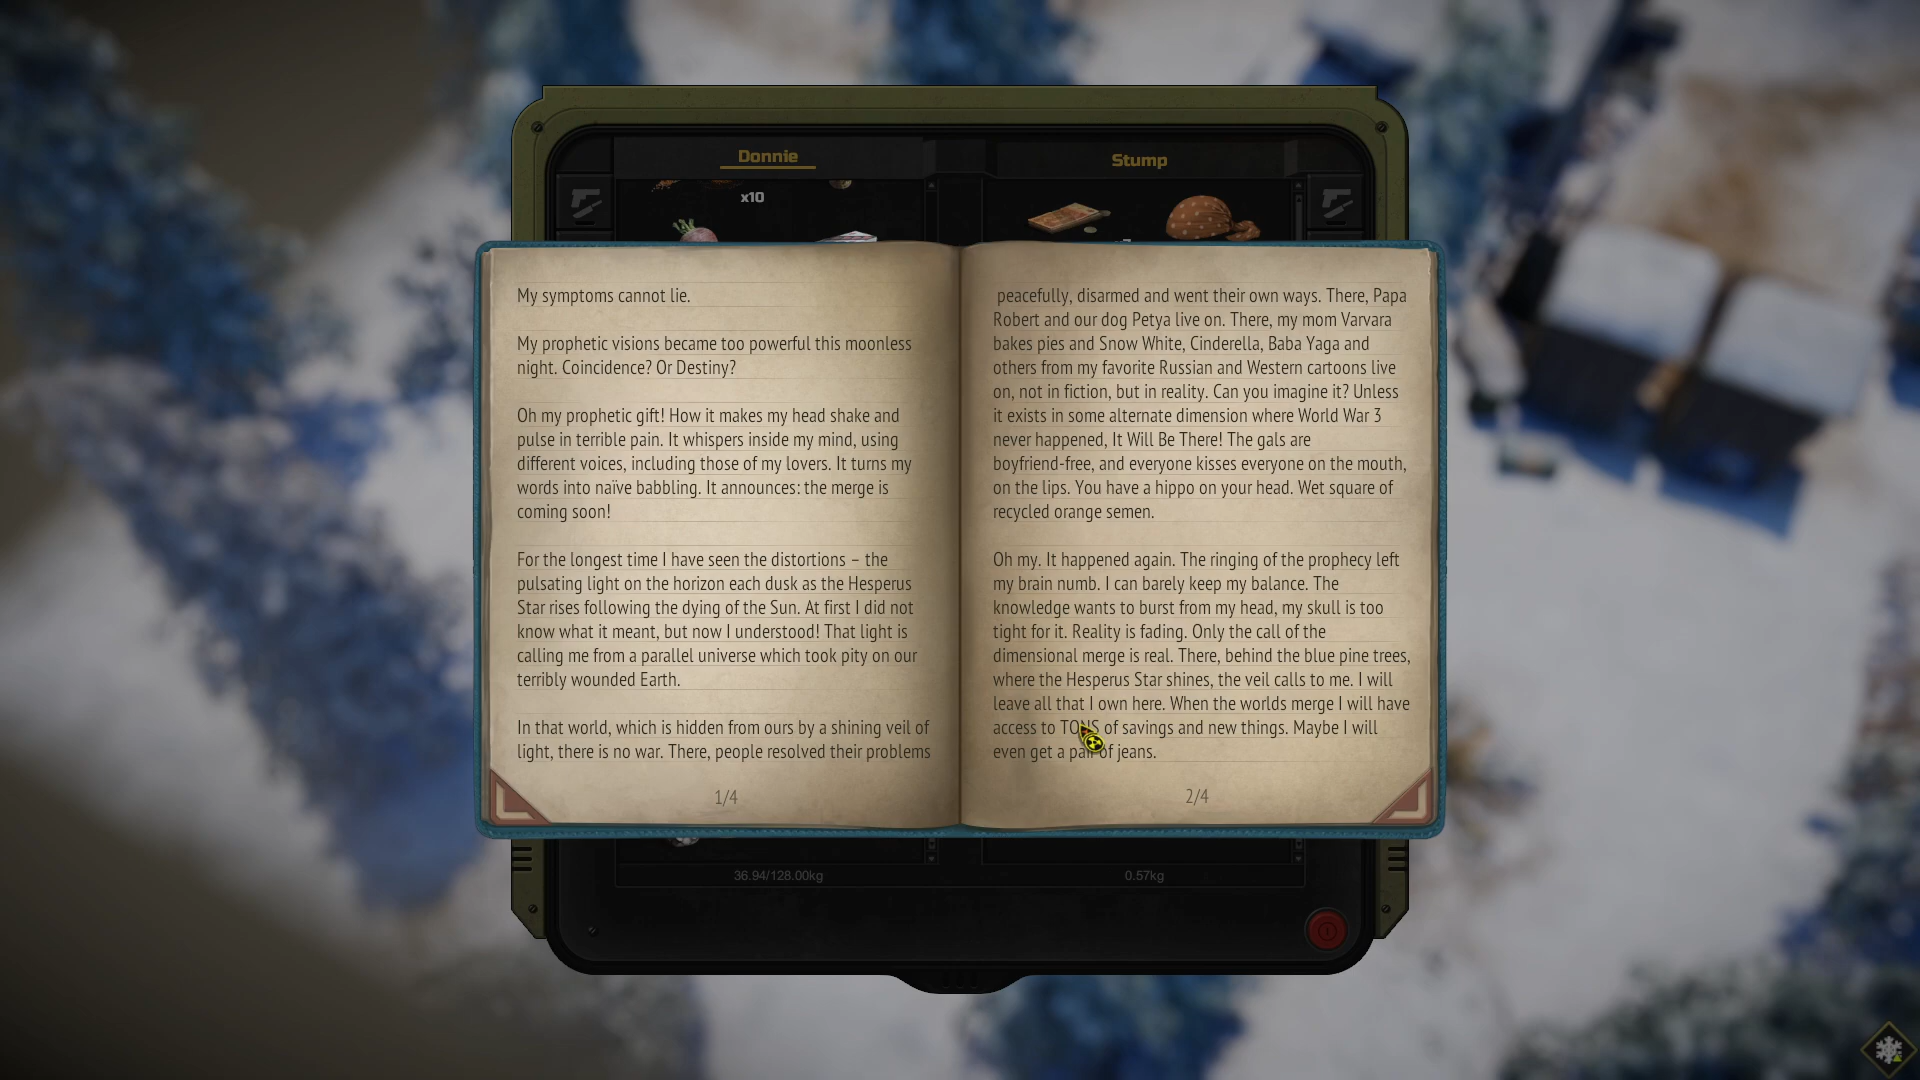 Donnie
Stump
x10
My symptoms cannot lie.
My prophetic visions became too powerful this moonless
night. Coincidence? Or Destiny?
Oh my prophetic gift! How it makes my head shake and
pulse in terrible pain. It whispers inside my mind, using
different voices, including those of my lovers. It turns my
words into naïve babbling. It announces: the merge is
coming soon!
For the longest time I have seen the distortions – the
pulsating light on the horizon each dusk as the Hesperus
Star rises following the dying of the Sun. At first I did not
know what it meant, but now I understood! That light is
calling me from a parallel universe which took pity on our
terribly wounded Earth.
In that world, which is hidden from ours by a shining veil of
light, there is no war. There, people resolved their problems
1/4
peacefully, disarmed and went their own ways. There, Papa
Robert and our dog Petya live on. There, my mom Varvara
bakes pies and Snow White, Cinderella, Baba Yaga and
others from my favorite Russian and Western cartoons live
on, not in fiction, but in reality. Can you imagine it? Unless
it exists in some alternate dimension where World War 3
never happened, It Will Be There! The gals are
boyfriend-free, and everyone kisses everyone on the mouth,
on the lips. You have a hippo on your head. Wet square of
recycled orange semen.
Oh my. It happened again. The ringing of the prophecy left
my brain numb. I can barely keep my balance. The
knowledge wants to burst from my head, my skull is too
tight for it. Reality is fading. Only the call of the
dimensional merge is real. There, behind the blue pine trees,
where the Hesperus Star shines, the veil calls to me. I will
leave all that I own here. When the worlds merge I will have
access to TONS of savings and new things. Maybe I will
even get a pair of jeans.
2/4
36.94/128.00kg
0.57kg